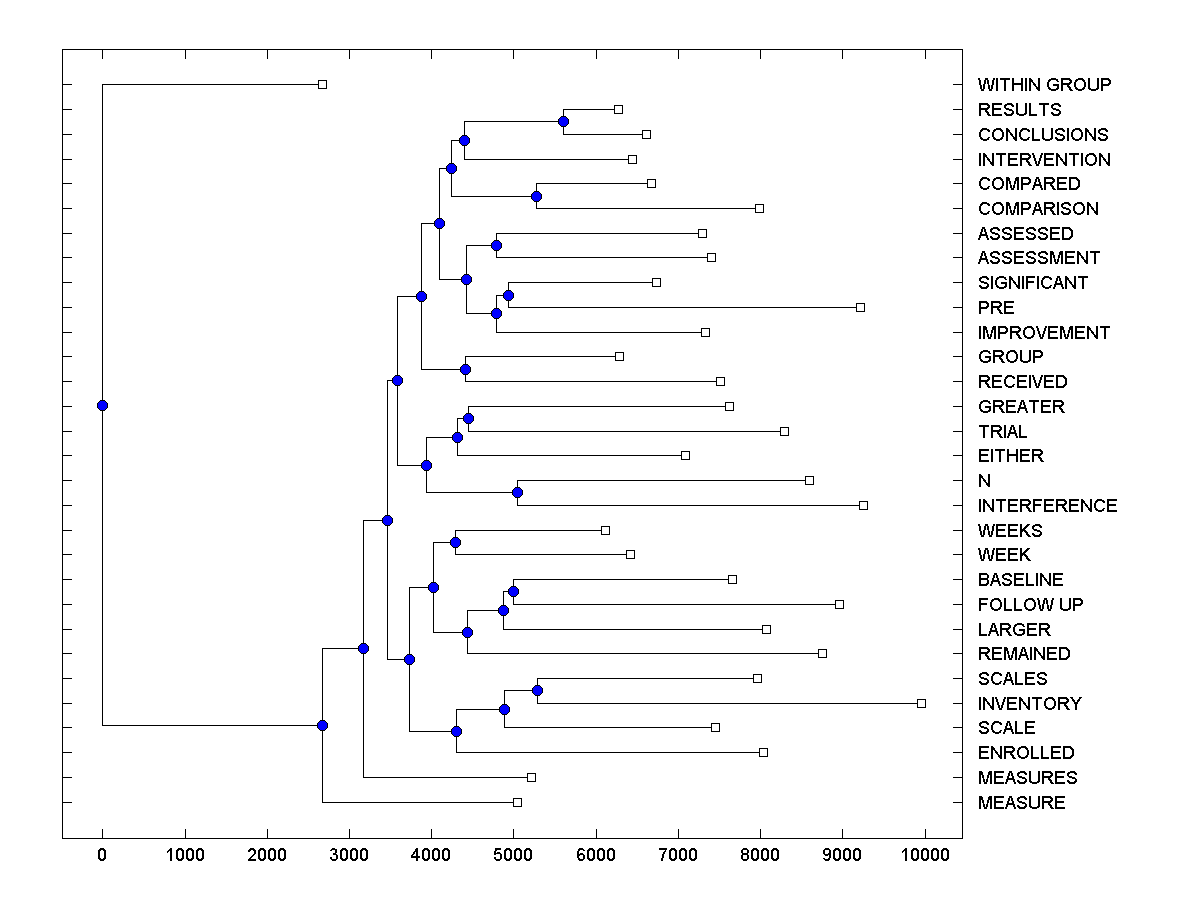 WITHIN GROUP
RESULTS
CONCLUSIONS
INTERVENTION
COMPARED
COMPARISON
ASSESSED
ASSESSMENT
SIGNIFICANT
PRE
IMPROVEMENT
GROUP
RECEIVED
GREATER
TRIAL
EITHER
N
INTERFERENCE
WEEKS
WEEK
BASELINE
FOLLOW UP
LARGER
REMAINED
SCALES
INVENTORY
SCALE
ENROLLED
MEASURES
MEASURE
0 1000 2000 3000 4000 5000 6000 7000 8000 9000 10000